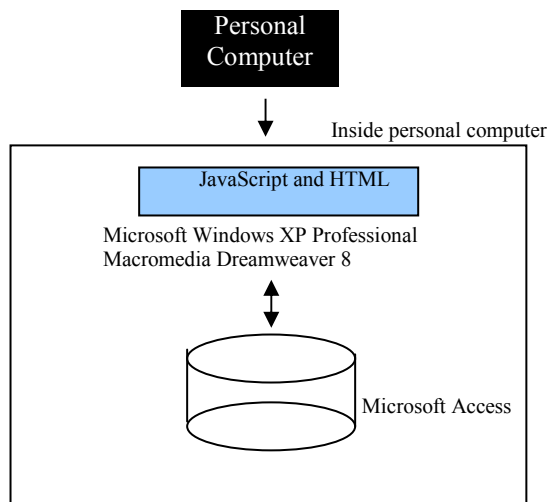 Personal
Computer
Inside personal computer
JavaScript and HTML
Microsoft Windows XP Professional
Macromedia Dreamweaver 8
Microsoft Access